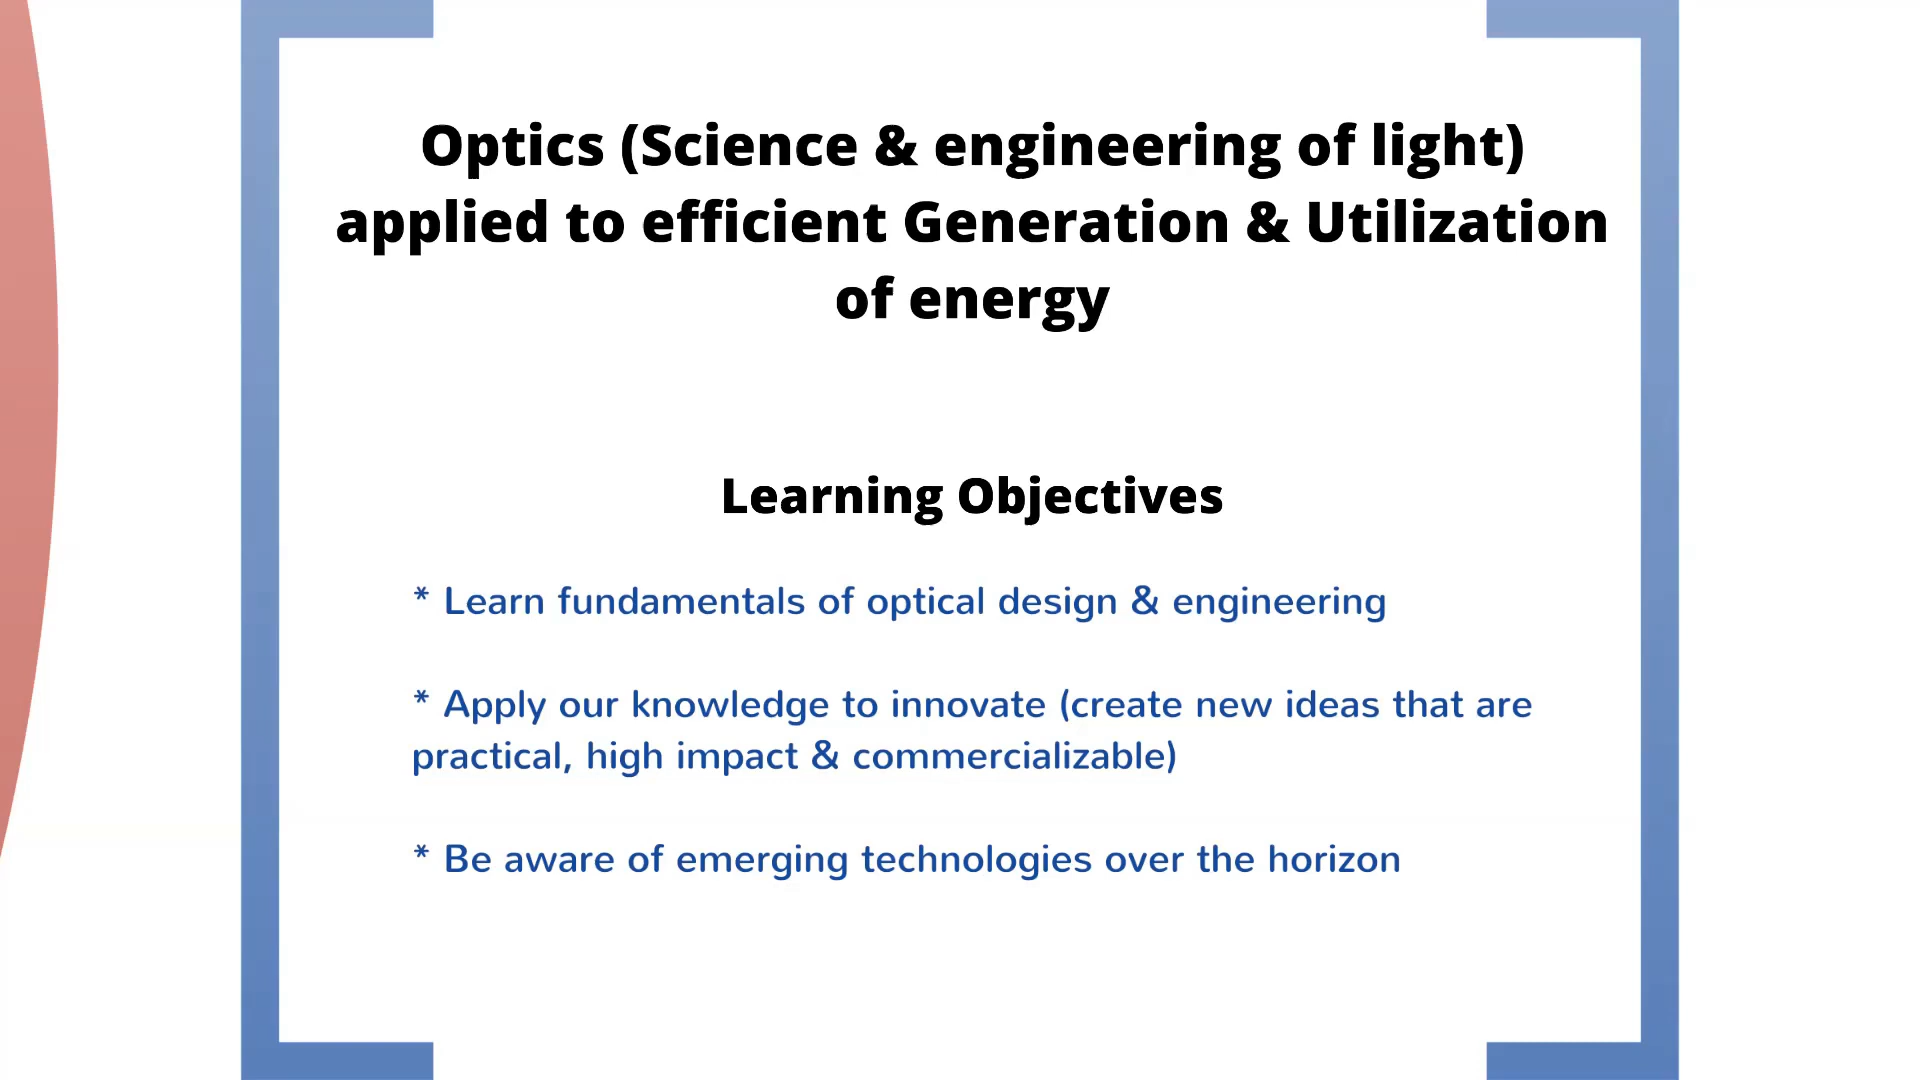 Optics (Science & engineering of light)
applied to efficient Generation & Utilization
of energy
Learning Objectives
* Learn fundamentals of optical design & engineering
* Apply our knowledge to innovate (create new ideas that are
practical, high impact & commercializable)
* Be aware of emerging technologies over the horizon